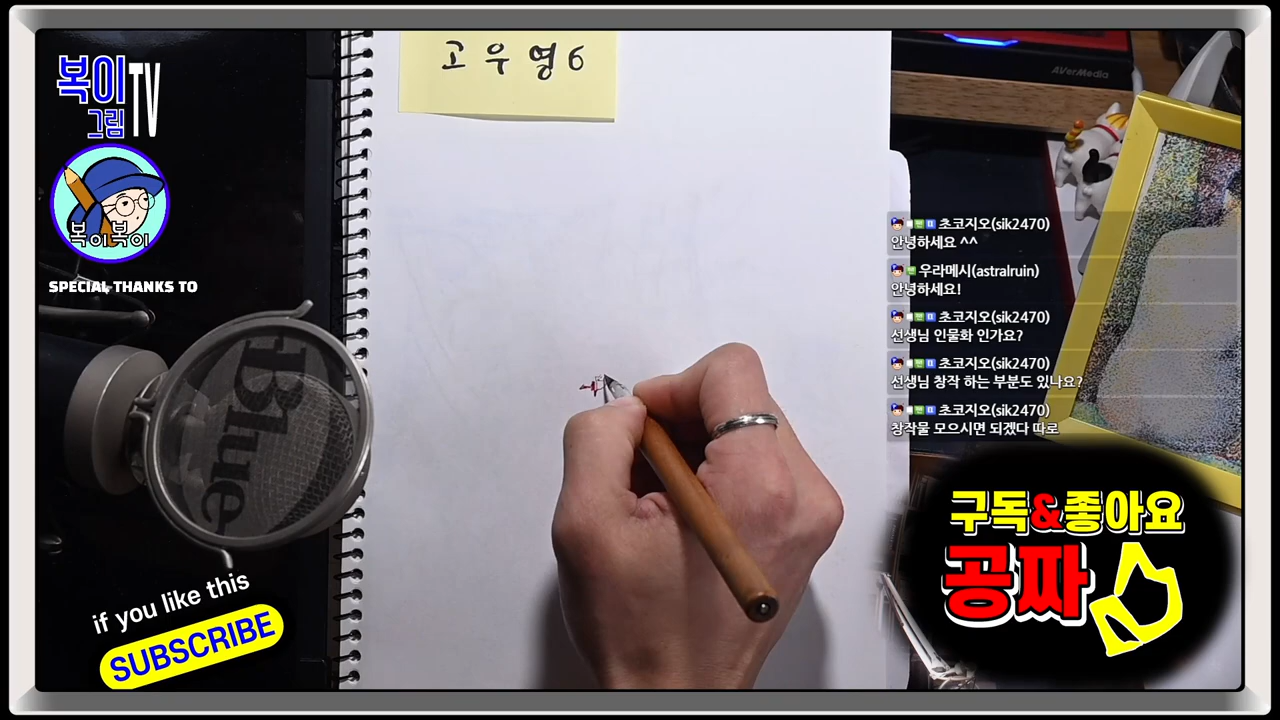 복이
그림
TV
복이복이
SPECIAL THANKS TO
Blue
if you like this
SUBSCRIBE
고우영6
AVerMedia
초코지오(sik2470)
안녕하세요 ^^
우라메시(astralruin)
안녕하세요!
초코지오(sik2470)
선생님 인물화 인가요?
초코지오(sik2470)
선생님 창작 하는 부분도 있나요?
초코지오(sik2470)
창작물 모으시면 되겠다 따로
구독&좋아요
공짜